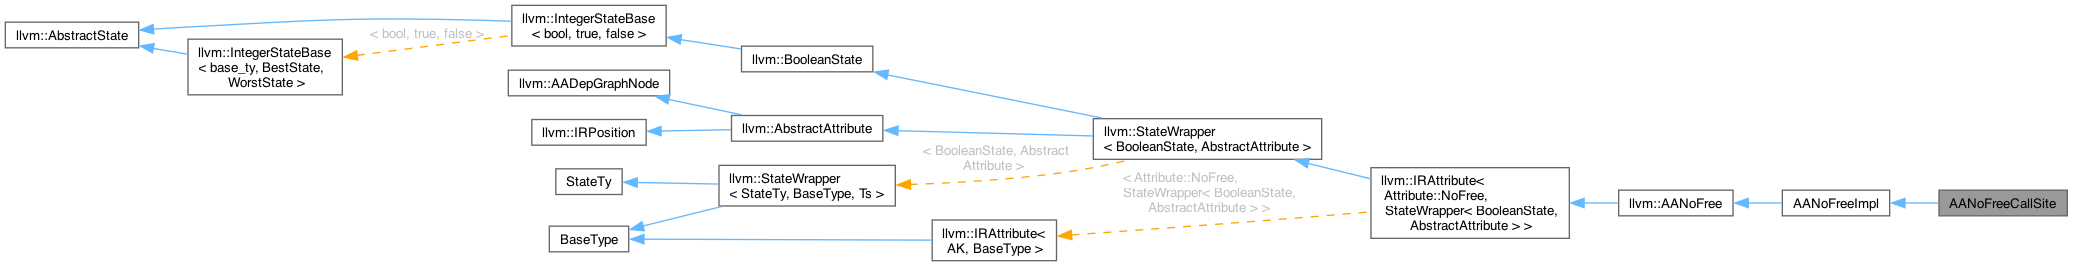 llvm::AbstractState
llvm::IntegerStateBase
< base_ty, BestState,
WorstState >
< bool, true, false >
llvm::IntegerStateBase
< bool, true, false >
llvm::AADepGraphNode
llvm::IRPosition
StateTy
BaseType
llvm::BooleanState
llvm::AbstractAttribute
llvm::StateWrapper
< StateTy, BaseType, Ts >
< BooleanState, Abstract
Attribute >
llvm::IRAttribute<
AK, BaseType >
llvm::StateWrapper
< BooleanState, AbstractAttribute >
< Attribute::NoFree,
StateWrapper< BooleanState,
AbstractAttribute > >
llvm::IRAttribute<
Attribute::NoFree,
StateWrapper< BooleanState,
AbstractAttribute > >
llvm::AANoFree
AANoFreeImpl
AANoFreeCallSite